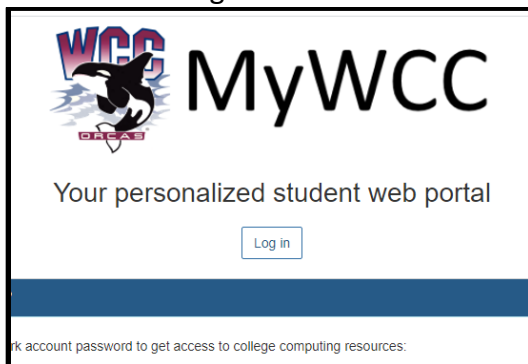 WCC MyWCC
ORCAS
Your personalized student web portal
Log in
rk account password to get access to college computing resources: